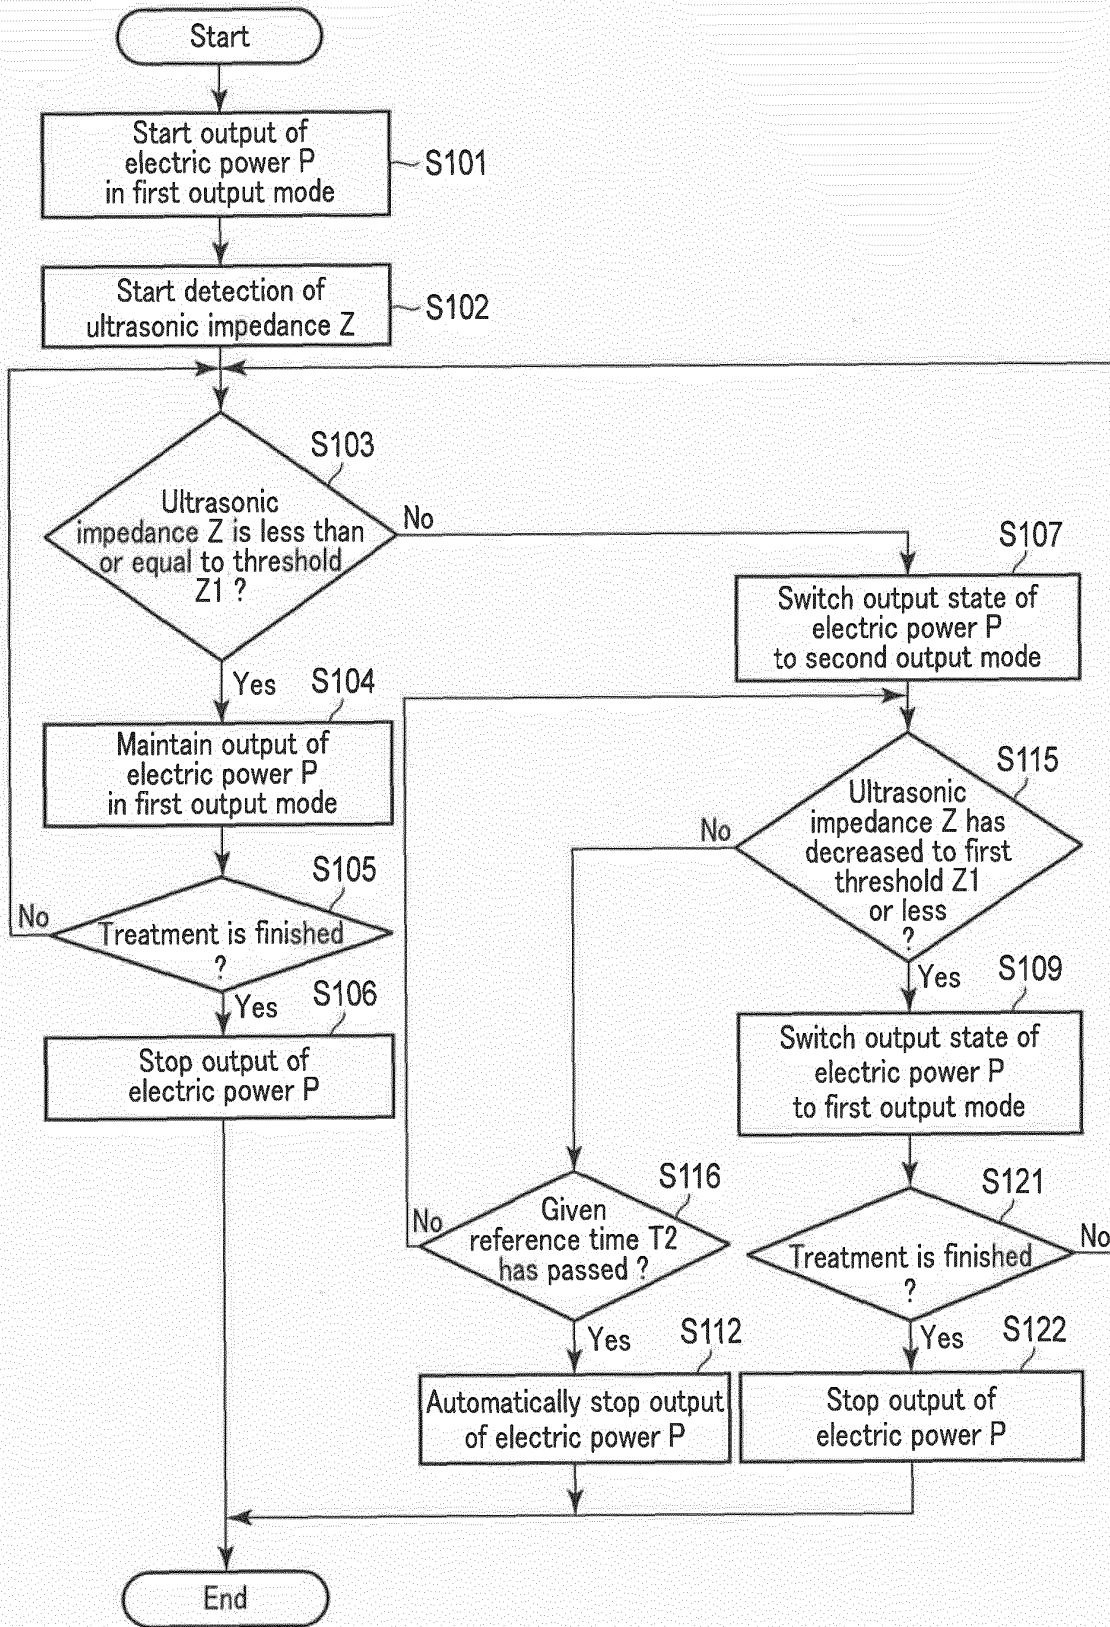 Start
Start output of
electric power P
in first output mode
S101
Start detection of
ultrasonic impedance Z
S102
S103
Ultrasonic
impedance Z is less than
or equal to threshold
Z1 ?
No
Yes
S104
Maintain output of
electric power P
in first output mode
S105
No
Treatment is finished
?
Yes
S106
Stop output of
electric power P
S107
Switch output state of
electric power P
to second output mode
S115
Ultrasonic
impedance Z has
decreased to first
threshold Z1
or less
?
No
Yes
S109
Switch output state of
electric power P
to first output mode
S116
Given
reference time T2
has passed ?
No
Yes
S112
Automatically stop output
of electric power P
S121
Treatment is finished
?
No
Yes
S122
Stop output of
electric power P
End